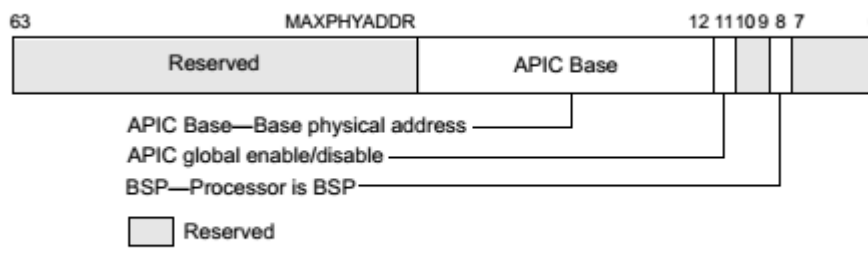 63 MAXPHYADDR 12 11 10 9 8 7
Reserved APIC Base
APIC Base—Base physical address
APIC global enable/disable
BSP—Processor is BSP
Reserved